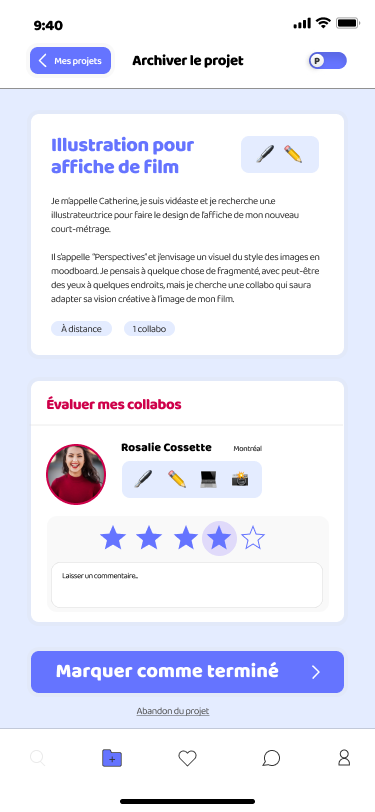 9:40
Mes projets
Archiver le projet
P
Illustration pour
affiche de film
Je m'appelle Catherine, je suis vidéaste et je recherche un.e
illustrateur.trice pour faire le design de l'affiche de mon nouveau
court-métrage.
Il s'appelle "Perspectives" et j'envisage un visuel du style des images en
moodboard. Je pensais à quelque chose de fragmenté, avec peut-être
des yeux à quelques endroits, mais je cherche une collabo qui saura
adapter sa vision créative à l'image de mon film.
À distance
1 collabo
Évaluer mes collabos
Rosalie Cossette
Montréal
Laisser un commentaire...
Marquer comme terminé
Abandon du projet